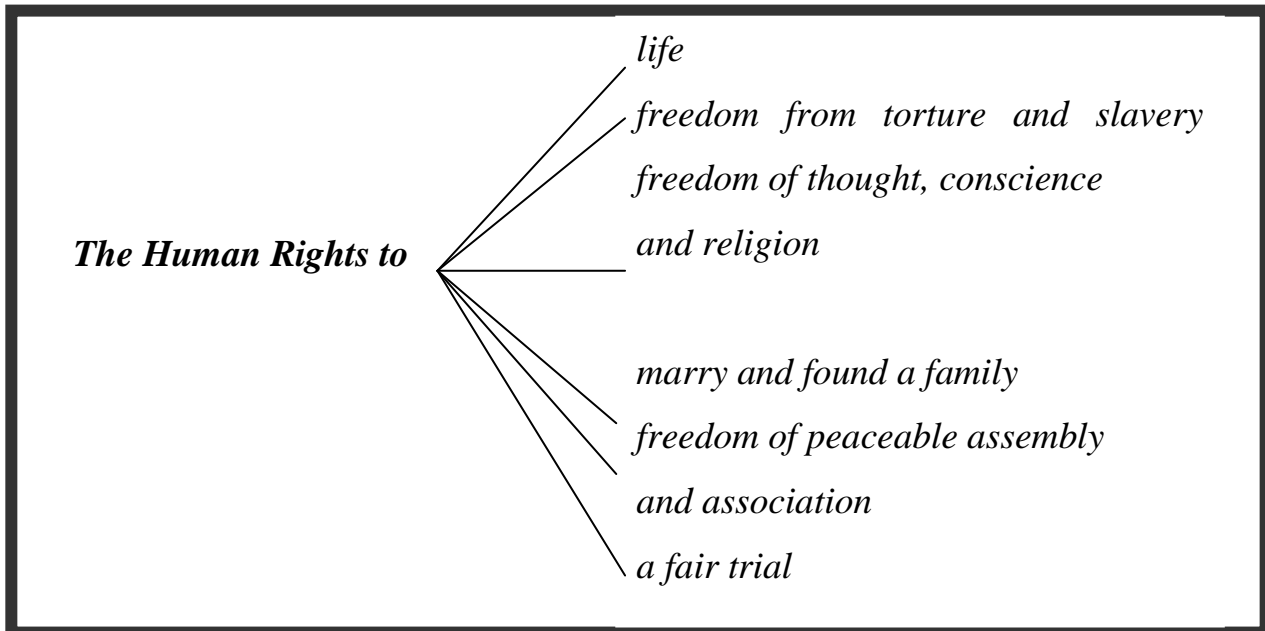 life
freedom from torture and slavery
freedom of thought, conscience
and religion
The Human Rights to
marry and found a family
freedom of peaceable assembly
and association
a fair trial